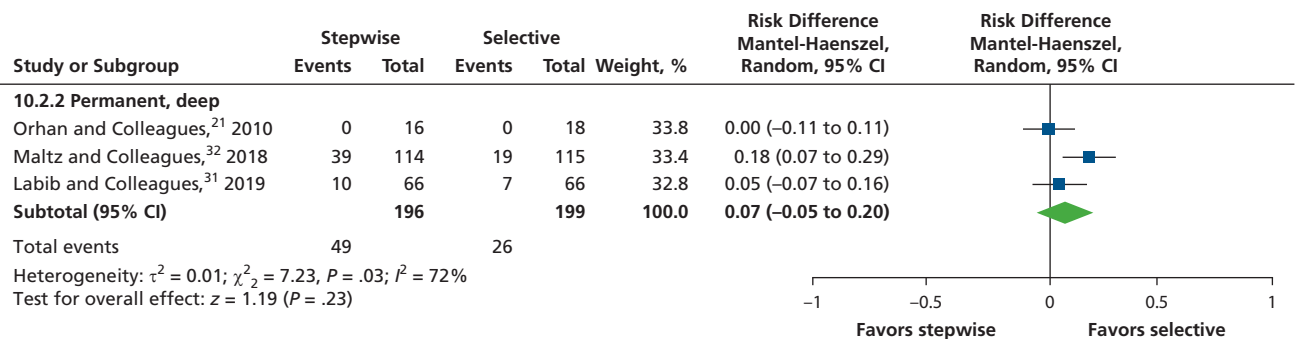 Risk Difference Risk Difference
Stepwise Selective Mantel-Haenszel, Mantel-Haenszel,
Study or Subgroup Events Total Events Total Weight, % Random, 95% CI Random, 95% CI
10.2.2 Permanent, deep
Orhan and Colleagues,²¹ 2010 0 16 0 18 33.8 0.00 (–0.11 to 0.11)
Maltz and Colleagues,³² 2018 39 114 19 115 33.4 0.18 (0.07 to 0.29)
Labib and Colleagues,³¹ 2019 10 66 7 66 32.8 0.05 (–0.07 to 0.16)
Subtotal (95% CI) 196 199 100.0 0.07 (–0.05 to 0.20)
Total events 49 26
Heterogeneity: τ² = 0.01; χ²₂ = 7.23, P = .03; I² = 72%
Test for overall effect: z = 1.19 (P = .23)
–1 –0.5 0 0.5 1
Favors stepwise Favors selective